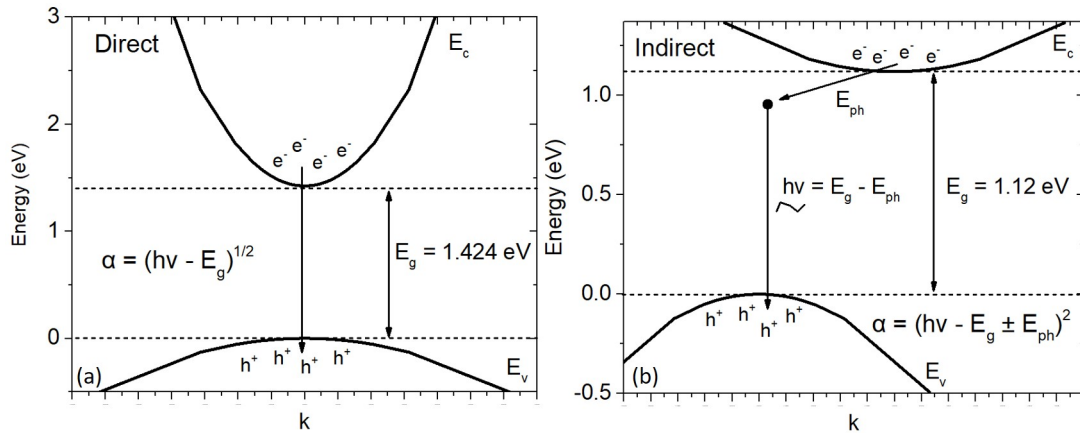 3
2
1
0
Energy (eV)
Direct
E_c
e⁻ e⁻ e⁻ e⁻
α = (hν - E_g)^1/2
E_g = 1.424 eV
h⁺ h⁺ h⁺ h⁺
E_v
(a)
k
1.0
0.5
0.0
-0.5
Energy (eV)
Indirect
E_c
e⁻ e⁻ e⁻ e⁻
E_ph
hν = E_g - E_ph
E_g = 1.12 eV
h⁺ h⁺ h⁺ h⁺
α = (hν - E_g ± E_ph)²
E_v
(b)
k